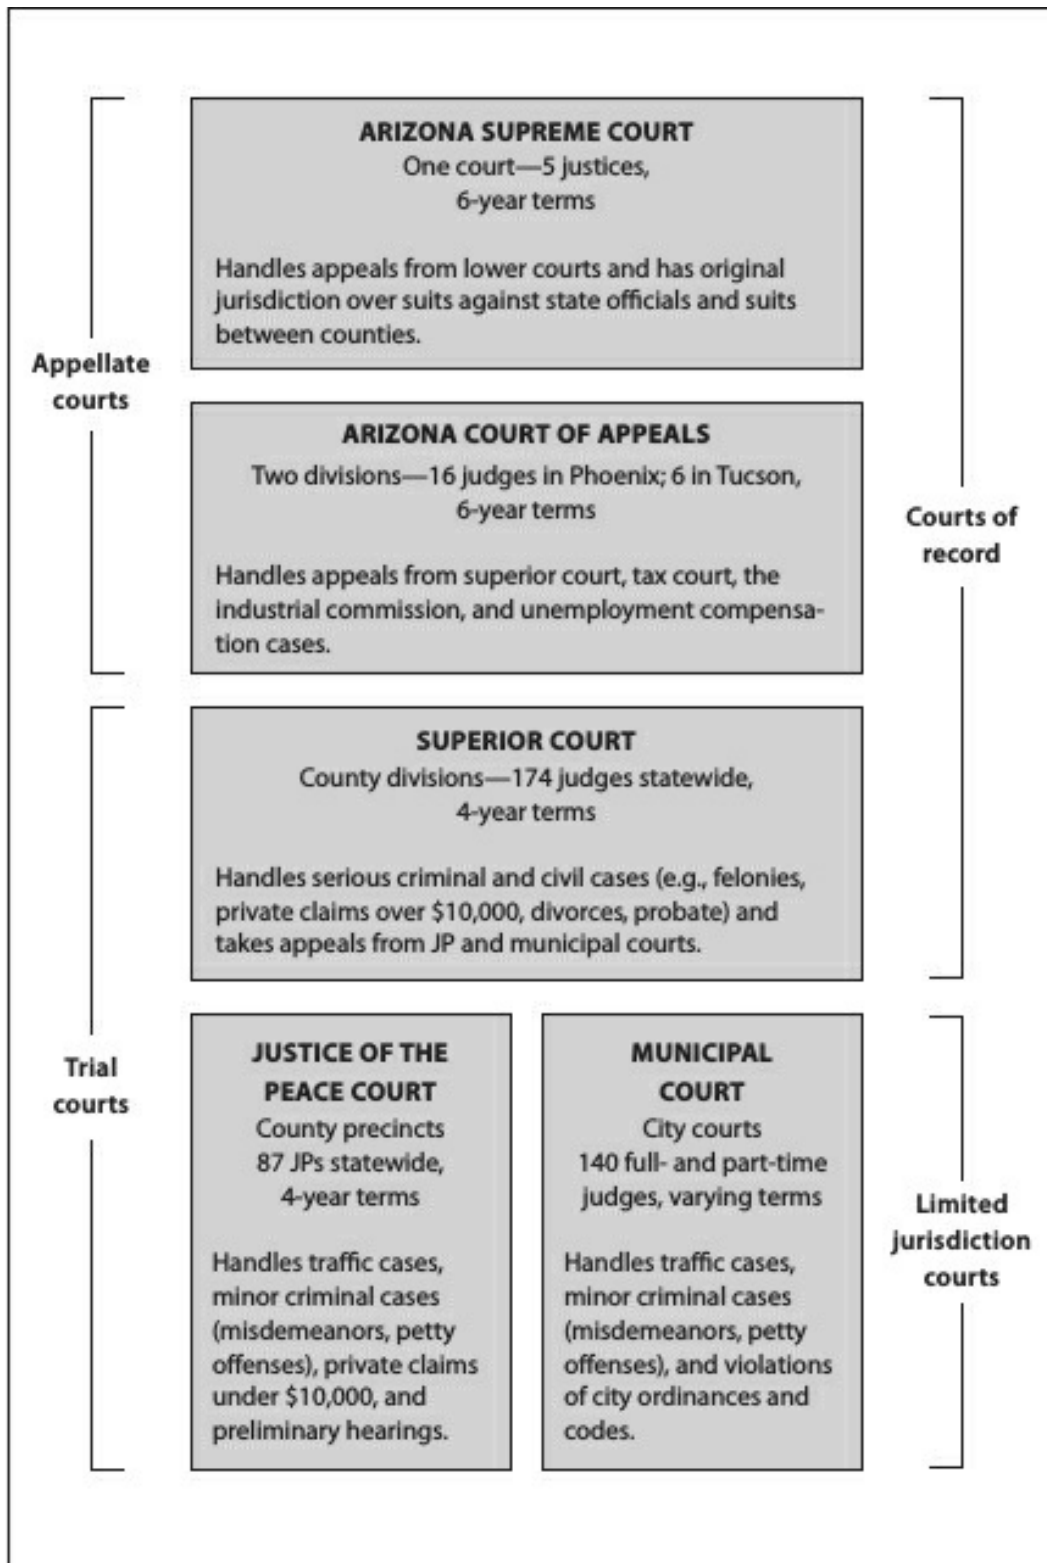 ARIZONA SUPREME COURT
One court—5 justices,
6-year terms
Handles appeals from lower courts and has original
jurisdiction over suits against state officials and suits
between counties.
Appellate
courts
ARIZONA COURT OF APPEALS
Two divisions—16 judges in Phoenix; 6 in Tucson,
6-year terms
Handles appeals from superior court, tax court, the
industrial commission, and unemployment compensa-
tion cases.
Courts of
record
SUPERIOR COURT
County divisions—174 judges statewide,
4-year terms
Handles serious criminal and civil cases (e.g., felonies,
private claims over $10,000, divorces, probate) and
takes appeals from JP and municipal courts.
Trial
courts
JUSTICE OF THE
PEACE COURT
County precincts
87 JPs statewide,
4-year terms
Handles traffic cases,
minor criminal cases
(misdemeanors, petty
offenses), private claims
under $10,000, and
preliminary hearings.
MUNICIPAL
COURT
City courts
140 full- and part-time
judges, varying terms
Handles traffic cases,
minor criminal cases
(misdemeanors, petty
offenses), and violations
of city ordinances and
codes.
Limited
jurisdiction
courts